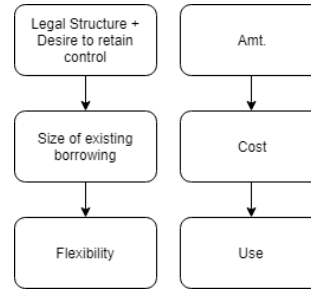 Legal Structure +
Desire to retain
control
Amt.
Size of existing
borrowing
Cost
Flexibility
Use